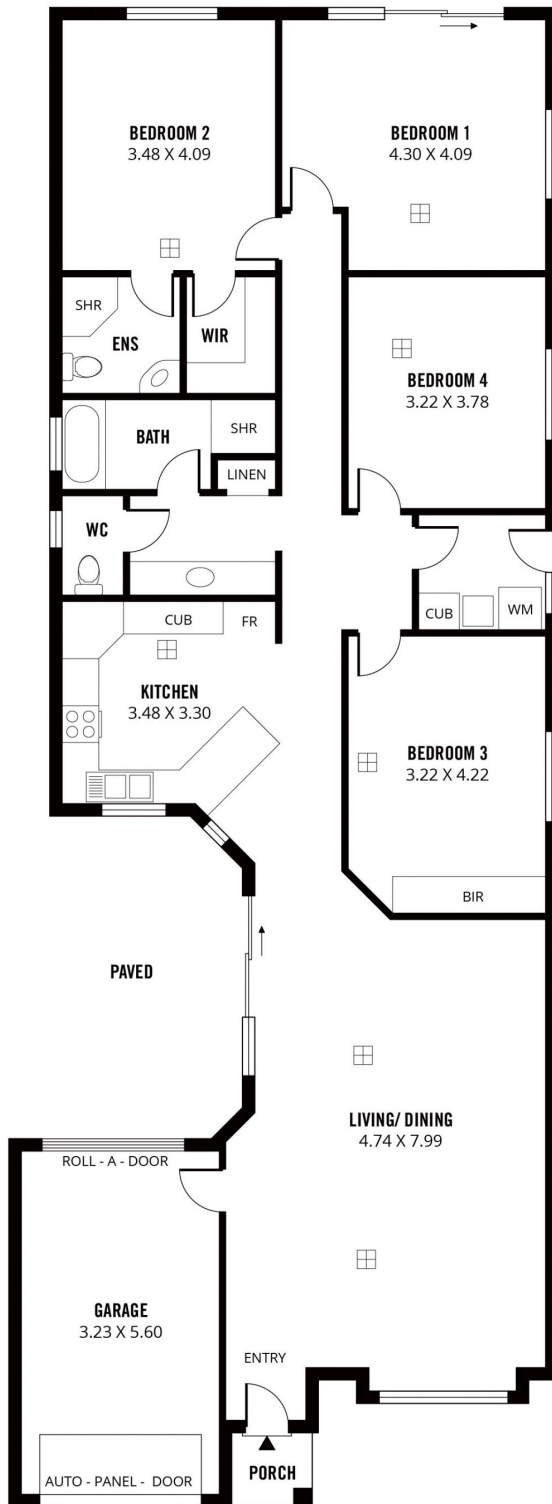 BEDROOM 2
3.48 X 4.09
BEDROOM 1
4.30 X 4.09
SHR
ENS
WIR
BEDROOM 4
3.22 X 3.78
BATH
SHR
LINEN
WC
CUB
WM
CUB
FR
KITCHEN
3.48 X 3.30
BEDROOM 3
3.22 X 4.22
BIR
PAVED
LIVING/ DINING
4.74 X 7.99
ROLL - A - DOOR
GARAGE
3.23 X 5.60
ENTRY
AUTO - PANEL - DOOR
PORCH